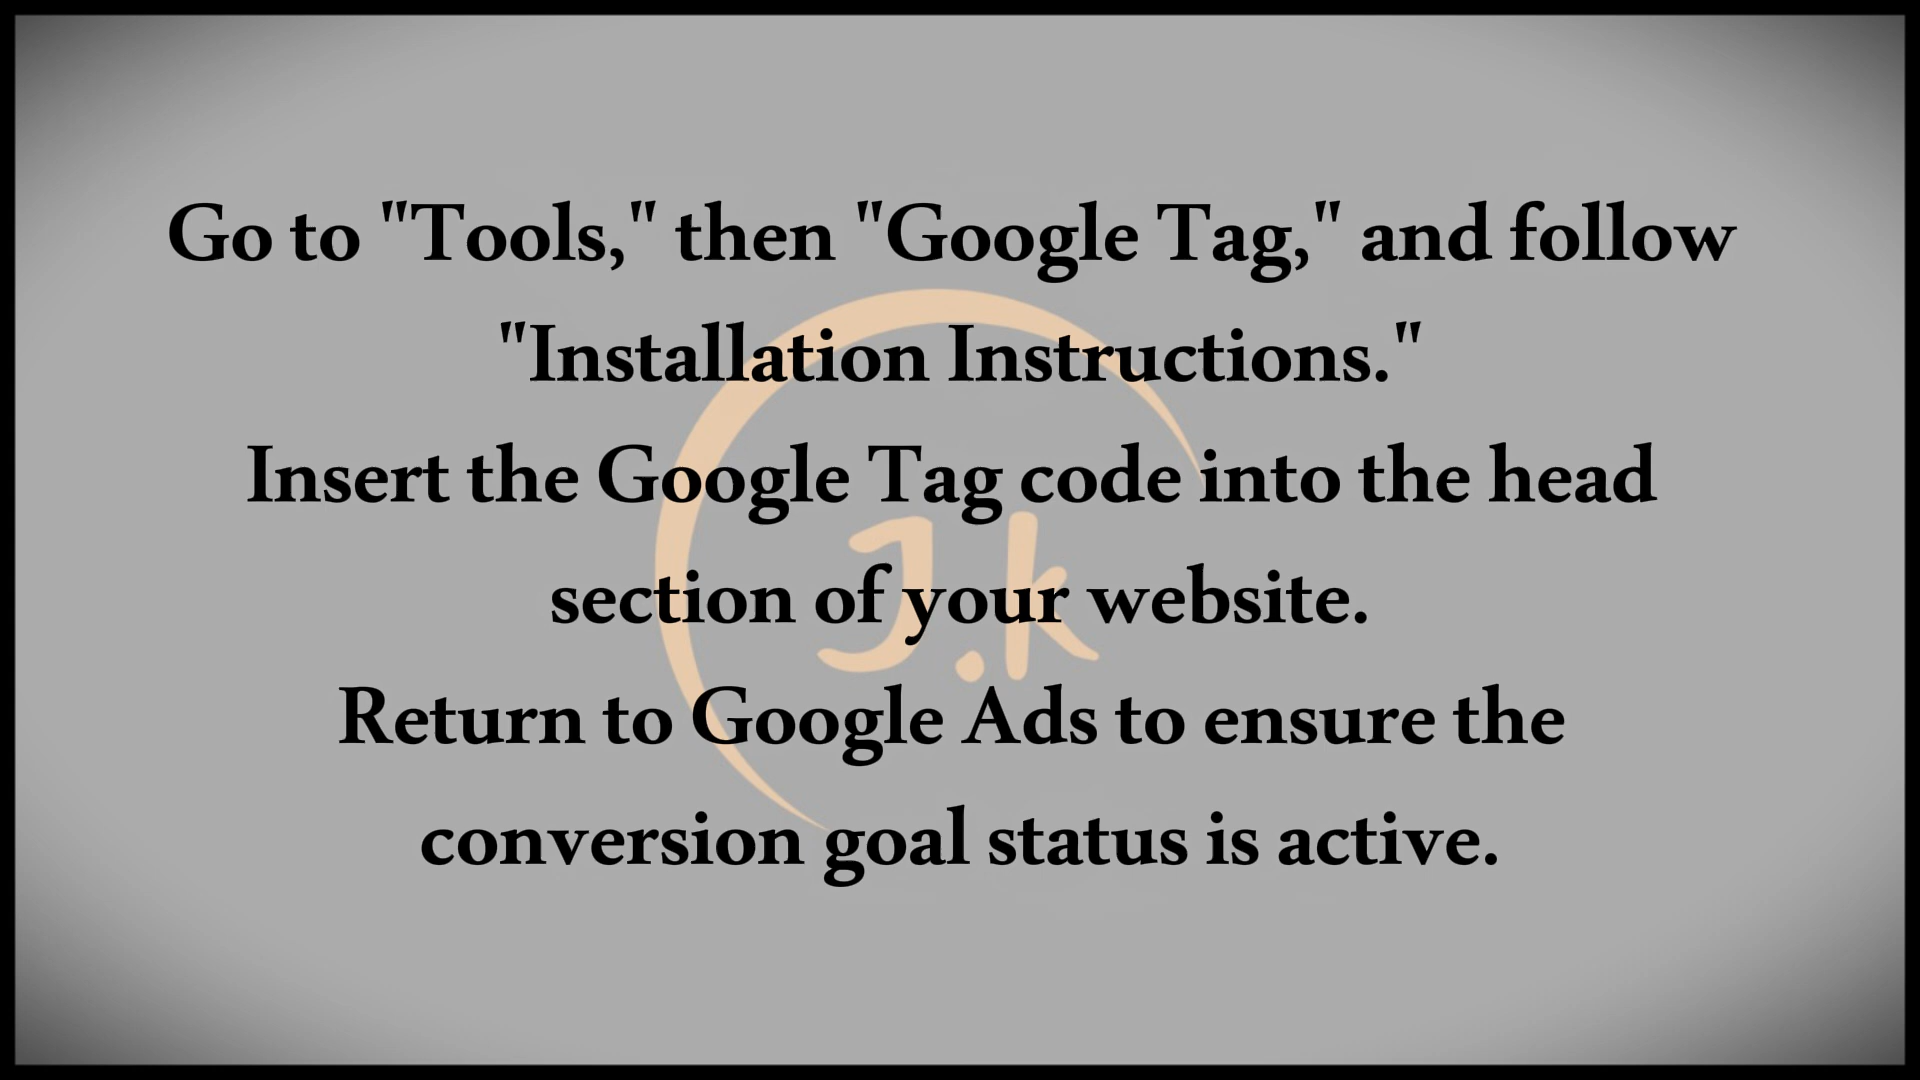 Go to "Tools," then "Google Tag," and follow
"Installation Instructions."
Insert the Google Tag code into the head
section of your website.
Return to Google Ads to ensure the
conversion goal status is active.
J.k